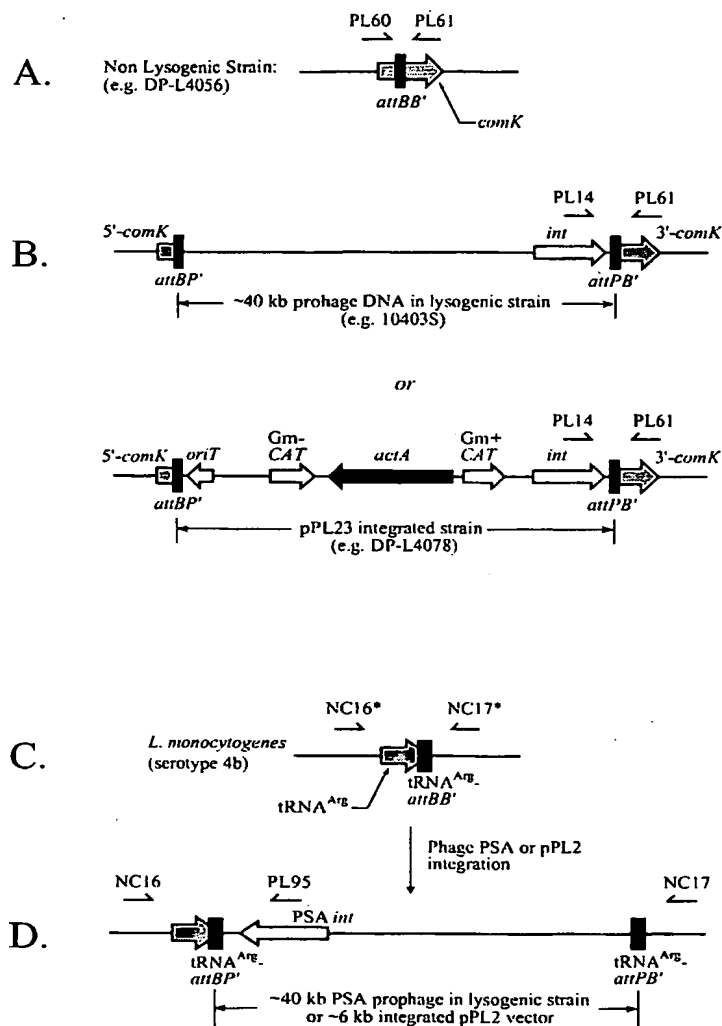 A.
Non Lysogenic Strain:
(e.g. DP-L4056)
PL60 PL61
attBB'
comK
B.
5'-comK
attBP'
int
PL14 PL61
3'-comK
attPB'
~40 kb prohage DNA in lysogenic strain
(e.g. 10403S)
or
5'-comK
oriT
Gm-
CAT
actA
Gm+
CAT
PL14
int
PL61
3'-comK
attBP'
attPB'
pPL23 integrated strain
(e.g. DP-L4078)
C.
L. monocytogenes
(serotype 4b)
NC16* NC17*
tRNAArg
tRNAArg-
attBB'
Phage PSA or pPL2
integration
D.
NC16
PL95
PSA int
NC17
tRNAArg-
attBP'
tRNAArg-
attPB'
~40 kb PSA prophage in lysogenic strain
or ~6 kb integrated pPL2 vector